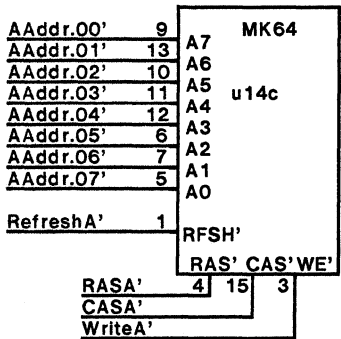 AAddr.00' 9 MK64
AAddr.01' 13 A7
AAddr.02' 10 A6
AAddr.03' 11 A5 u14c
AAddr.04' 12 A4
AAddr.05' 6 A3
AAddr.06' 7 A2
AAddr.07' 5 A1
A0
RefreshA' 1
RFSH'
RAS' CAS' WE'
RASA' 4 15 3
CASA'
WriteA'